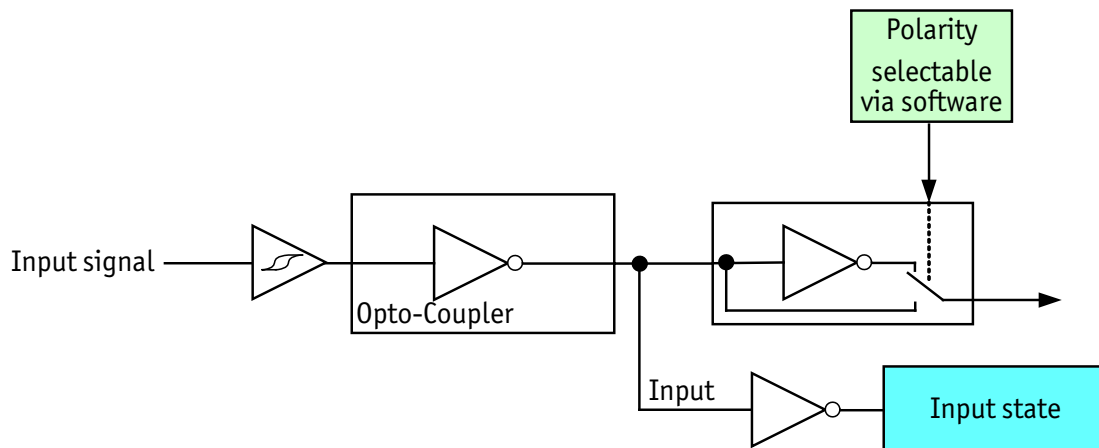 Polarity
selectable
via software
Input signal
Opto-Coupler
Input
Input state